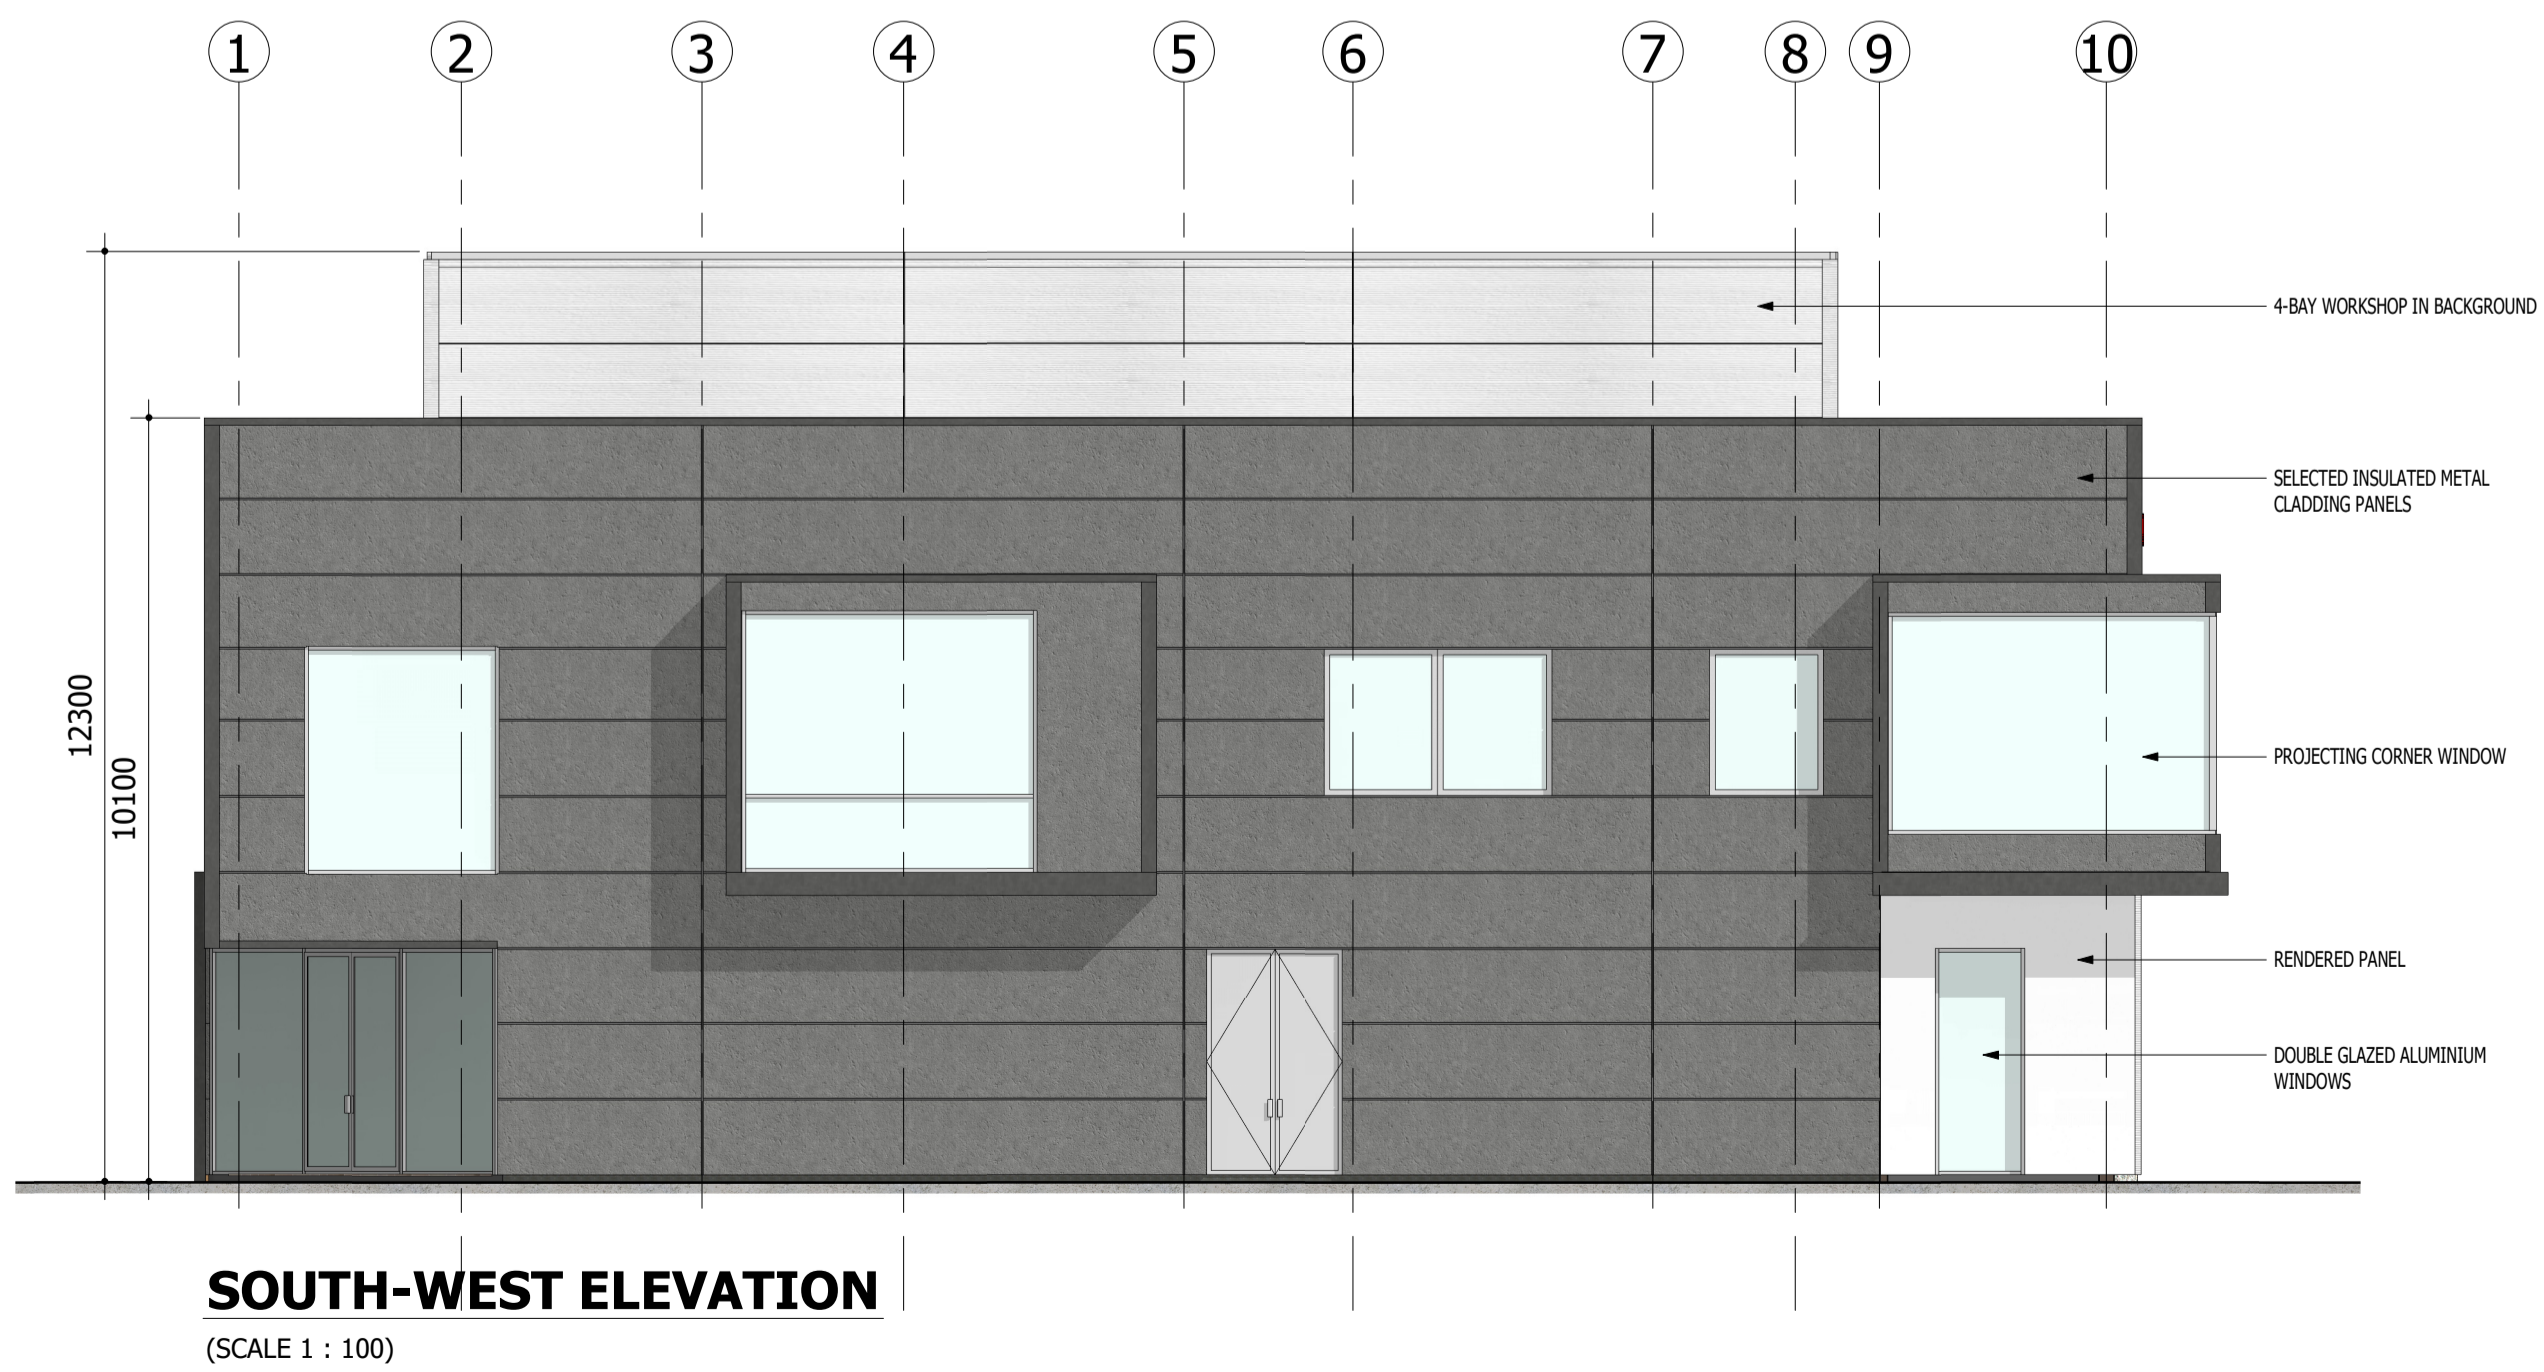 1 2 3 4 5 6 7 8 9 10
4-BAY WORKSHOP IN BACKGROUND
SELECTED INSULATED METAL
CLADDING PANELS
12300
10100
PROJECTING CORNER WINDOW
RENDERED PANEL
DOUBLE GLAZED ALUMINIUM
WINDOWS
SOUTH-WEST ELEVATION
(SCALE 1 : 100)